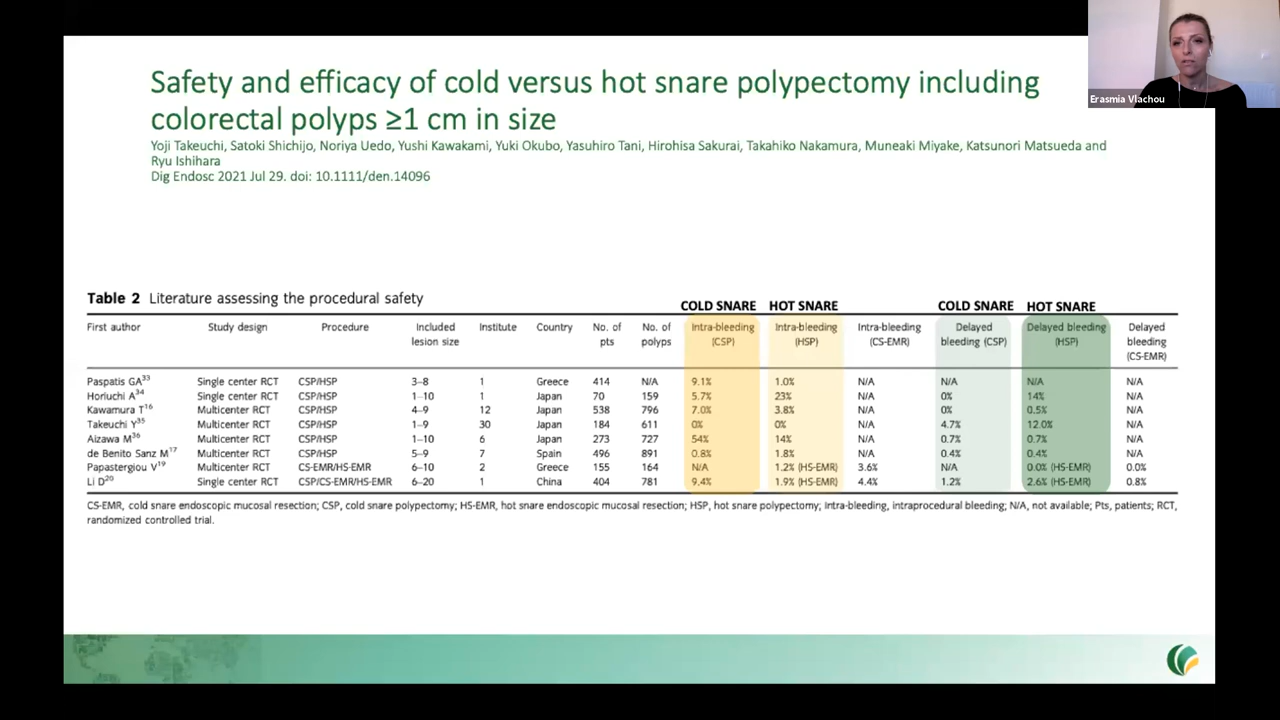 Erasmia Vlachou
Safety and efficacy of cold versus hot snare polypectomy including
colorectal polyps ≥1 cm in size
Yoji Takeuchi, Satoki Shichijo, Noriya Uedo, Yushi Kawakami, Yuki Okubo, Yasuhiro Tani, Hirohisa Sakurai, Takahiko Nakamura, Muneaki Miyake, Katsunori Matsueda and
Ryu Ishihara
Dig Endosc 2021 Jul 29. doi: 10.1111/den.14096
Table 2 Literature assessing the procedural safety
COLD SNARE HOT SNARE COLD SNARE HOT SNARE
First author Study design Procedure Included Institute Country No. of No. of Intra-bleeding Intra-bleeding Intra-bleeding Delayed Delayed bleeding Delayed
lesion size pts polyps (CSP) (HSP) (CS-EMR) bleeding (CSP) (HSP) bleeding
(CS-EMR)
Paspatis GA33 Single center RCT CSP/HSP 3–8 1 Greece 414 N/A 9.1% 1.0% N/A N/A N/A N/A
Horiuchi A34 Single center RCT CSP/HSP 1–10 1 Japan 70 159 5.7% 23% N/A 0% 14% N/A
Kawamura T16 Multicenter RCT CSP/HSP 4–9 12 Japan 538 796 7.0% 3.8% N/A 0% 0.5% N/A
Takeuchi Y35 Multicenter RCT CSP/HSP 1–9 30 Japan 184 611 0% 0% N/A 4.7% 12.0% N/A
Aizawa M36 Multicenter RCT CSP/HSP 1–10 6 Japan 273 727 54% 14% N/A 0.7% 0.7% N/A
de Benito Sanz M17 Multicenter RCT CSP/HSP 5–9 7 Spain 496 891 0.8% 1.8% N/A 0.4% 0.4% N/A
Papastergiou V19 Multicenter RCT CS-EMR/HS-EMR 6–10 2 Greece 155 164 N/A 1.2% (HS-EMR) 3.6% N/A 0.0% (HS-EMR) 0.0%
Li D20 Single center RCT CSP/CS-EMR/HS-EMR 6–20 1 China 404 781 9.4% 1.9% (HS-EMR) 4.4% 1.2% 2.6% (HS-EMR) 0.8%
CS-EMR, cold snare endoscopic mucosal resection; CSP, cold snare polypectomy; HS-EMR, hot snare endoscopic mucosal resection; HSP, hot snare polypectomy; Intra-bleeding, intraprocedural bleeding; N/A, not available; Pts, patients; RCT,
randomized controlled trial.